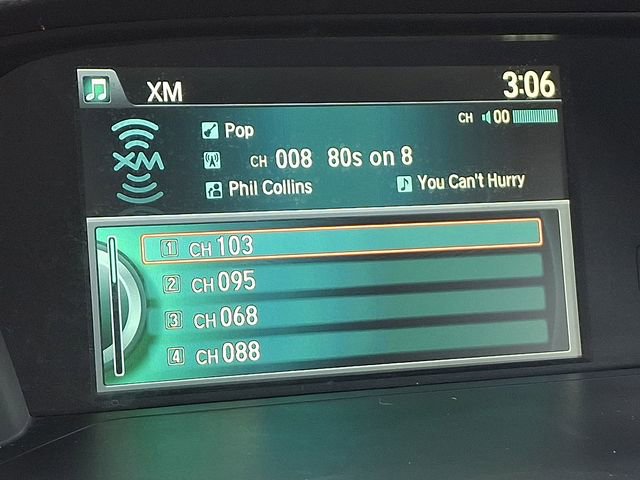 XM 3:06
CH 00
Pop
XM
CH 008 80s on 8
Phil Collins You Can't Hurry
1 CH 103
2 CH 095
3 CH 068
4 CH 088